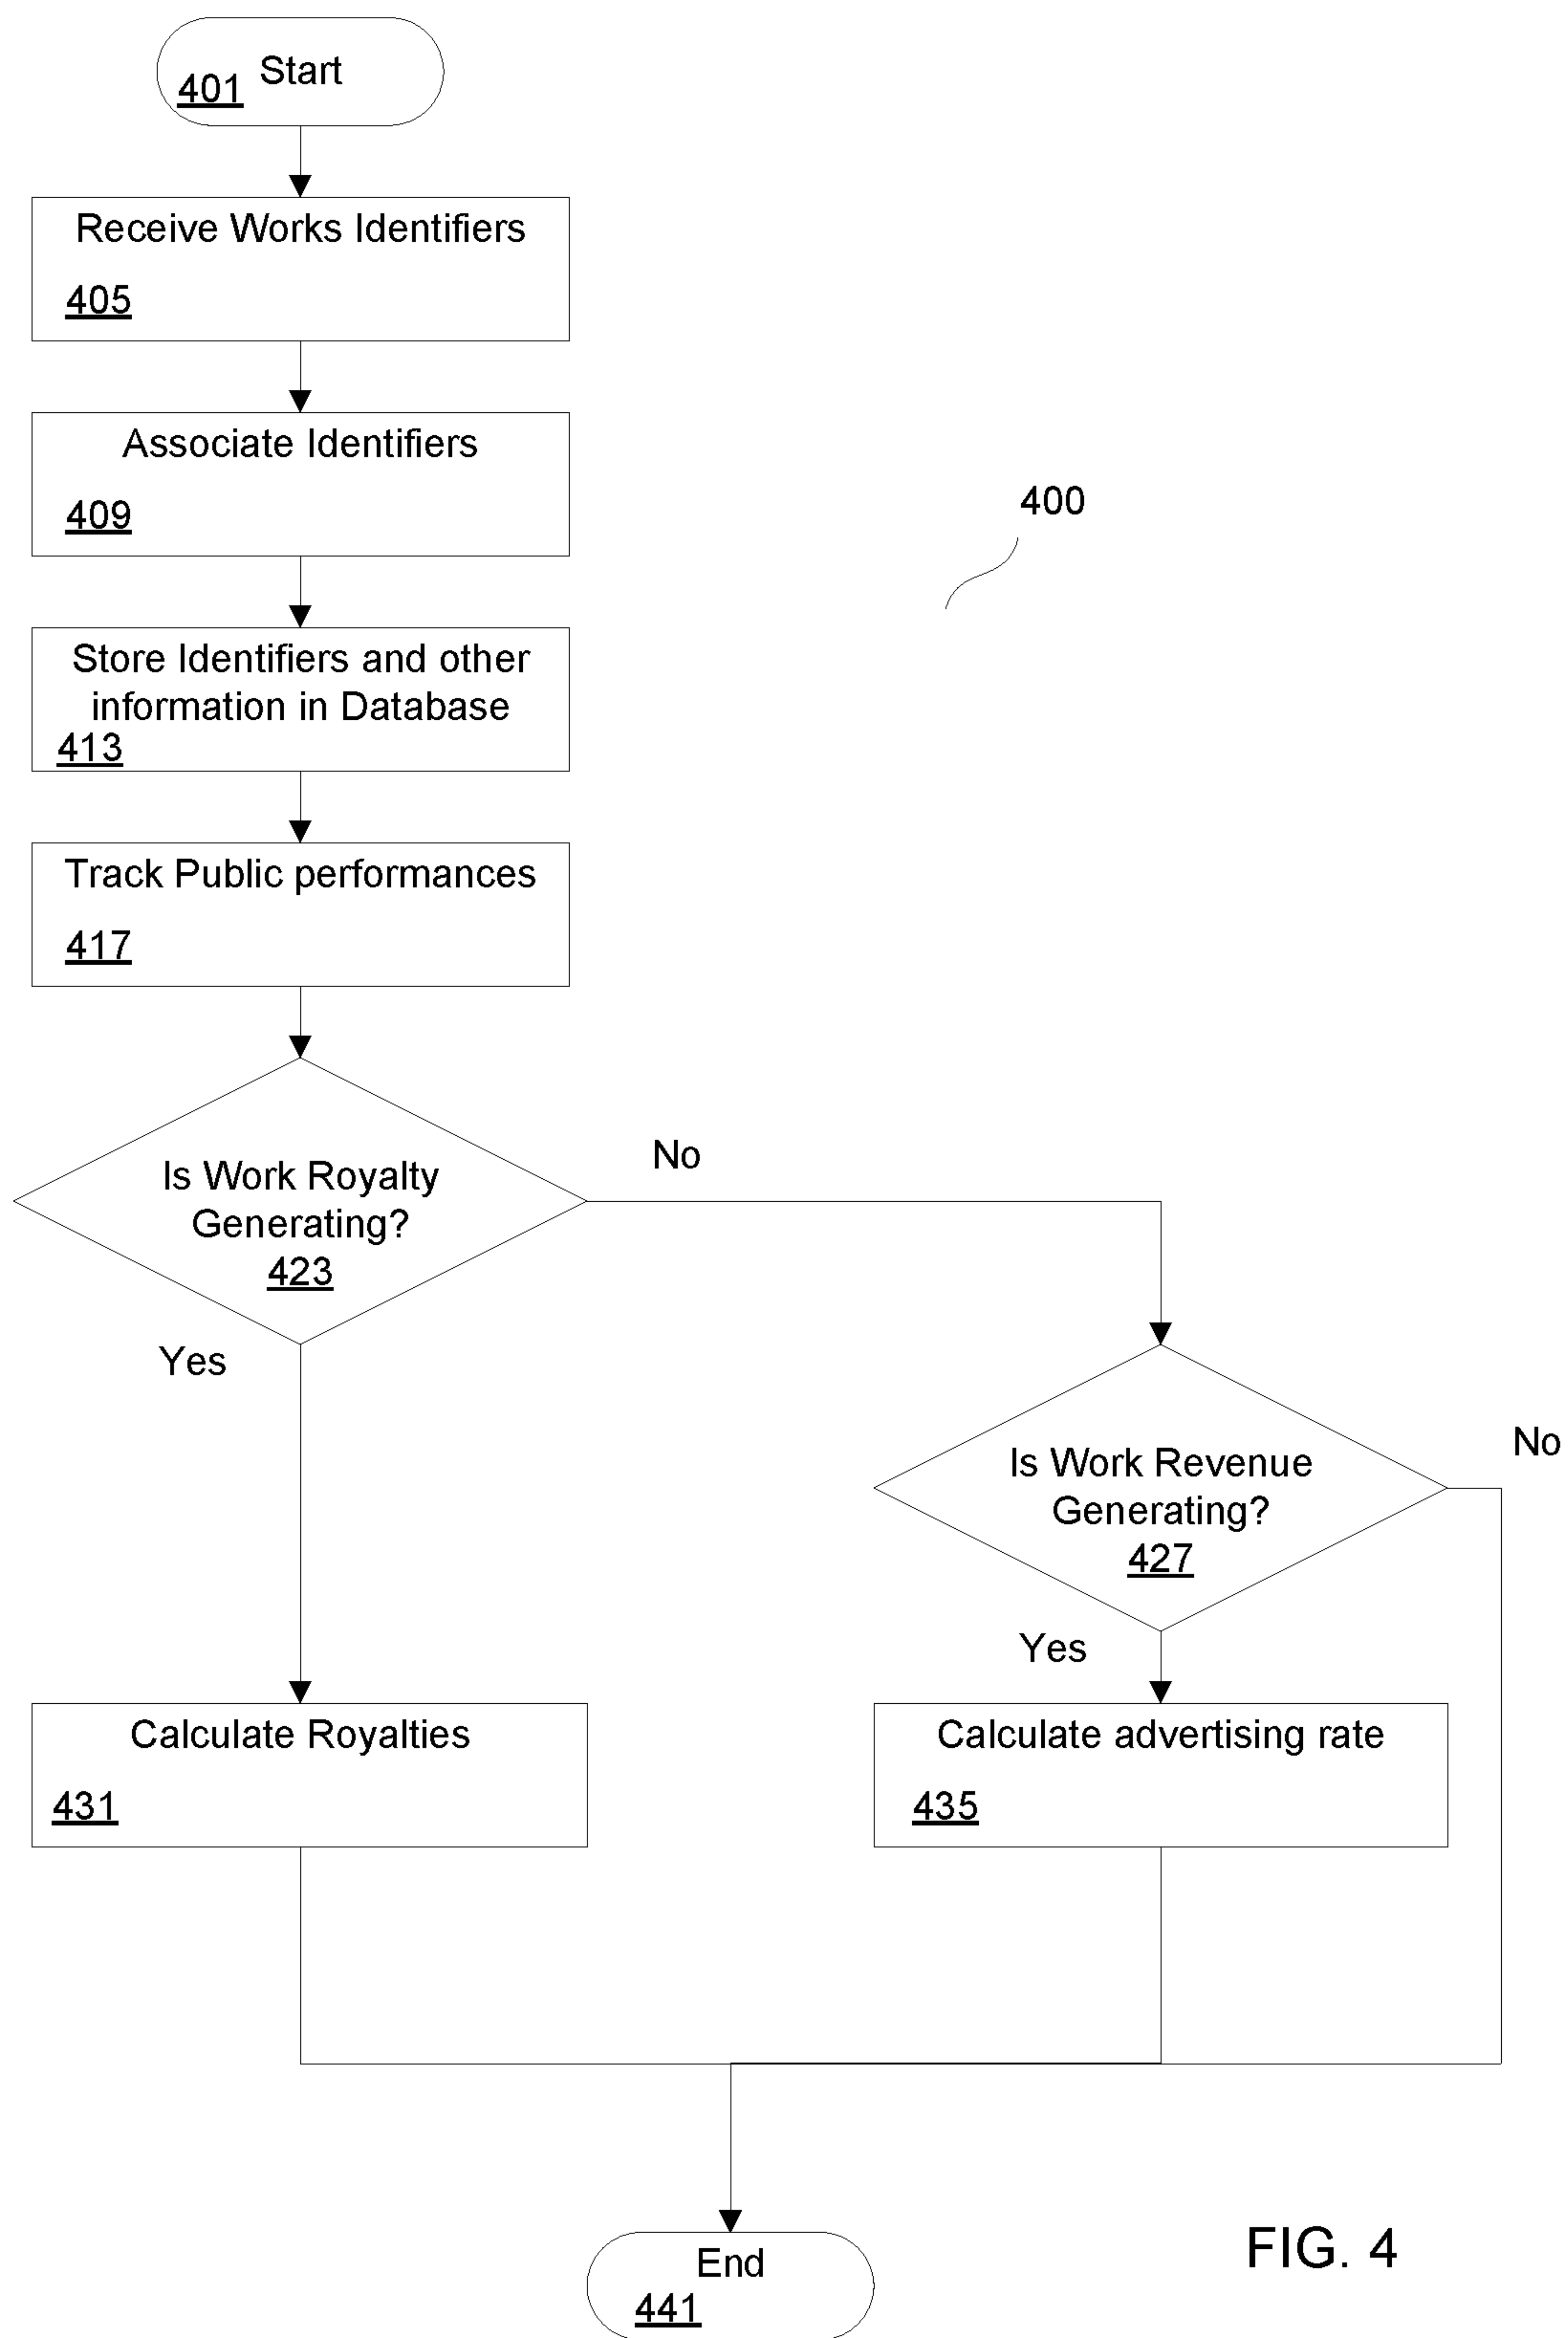 Start
401
Receive Works Identifiers
405
Associate Identifiers
409
400
Store Identifiers and other
information in Database
413
Track Public performances
417
Is Work Royalty
Generating?
423
No
Yes
Is Work Revenue
Generating?
427
No
Yes
Calculate Royalties
431
Calculate advertising rate
435
End
441
FIG. 4